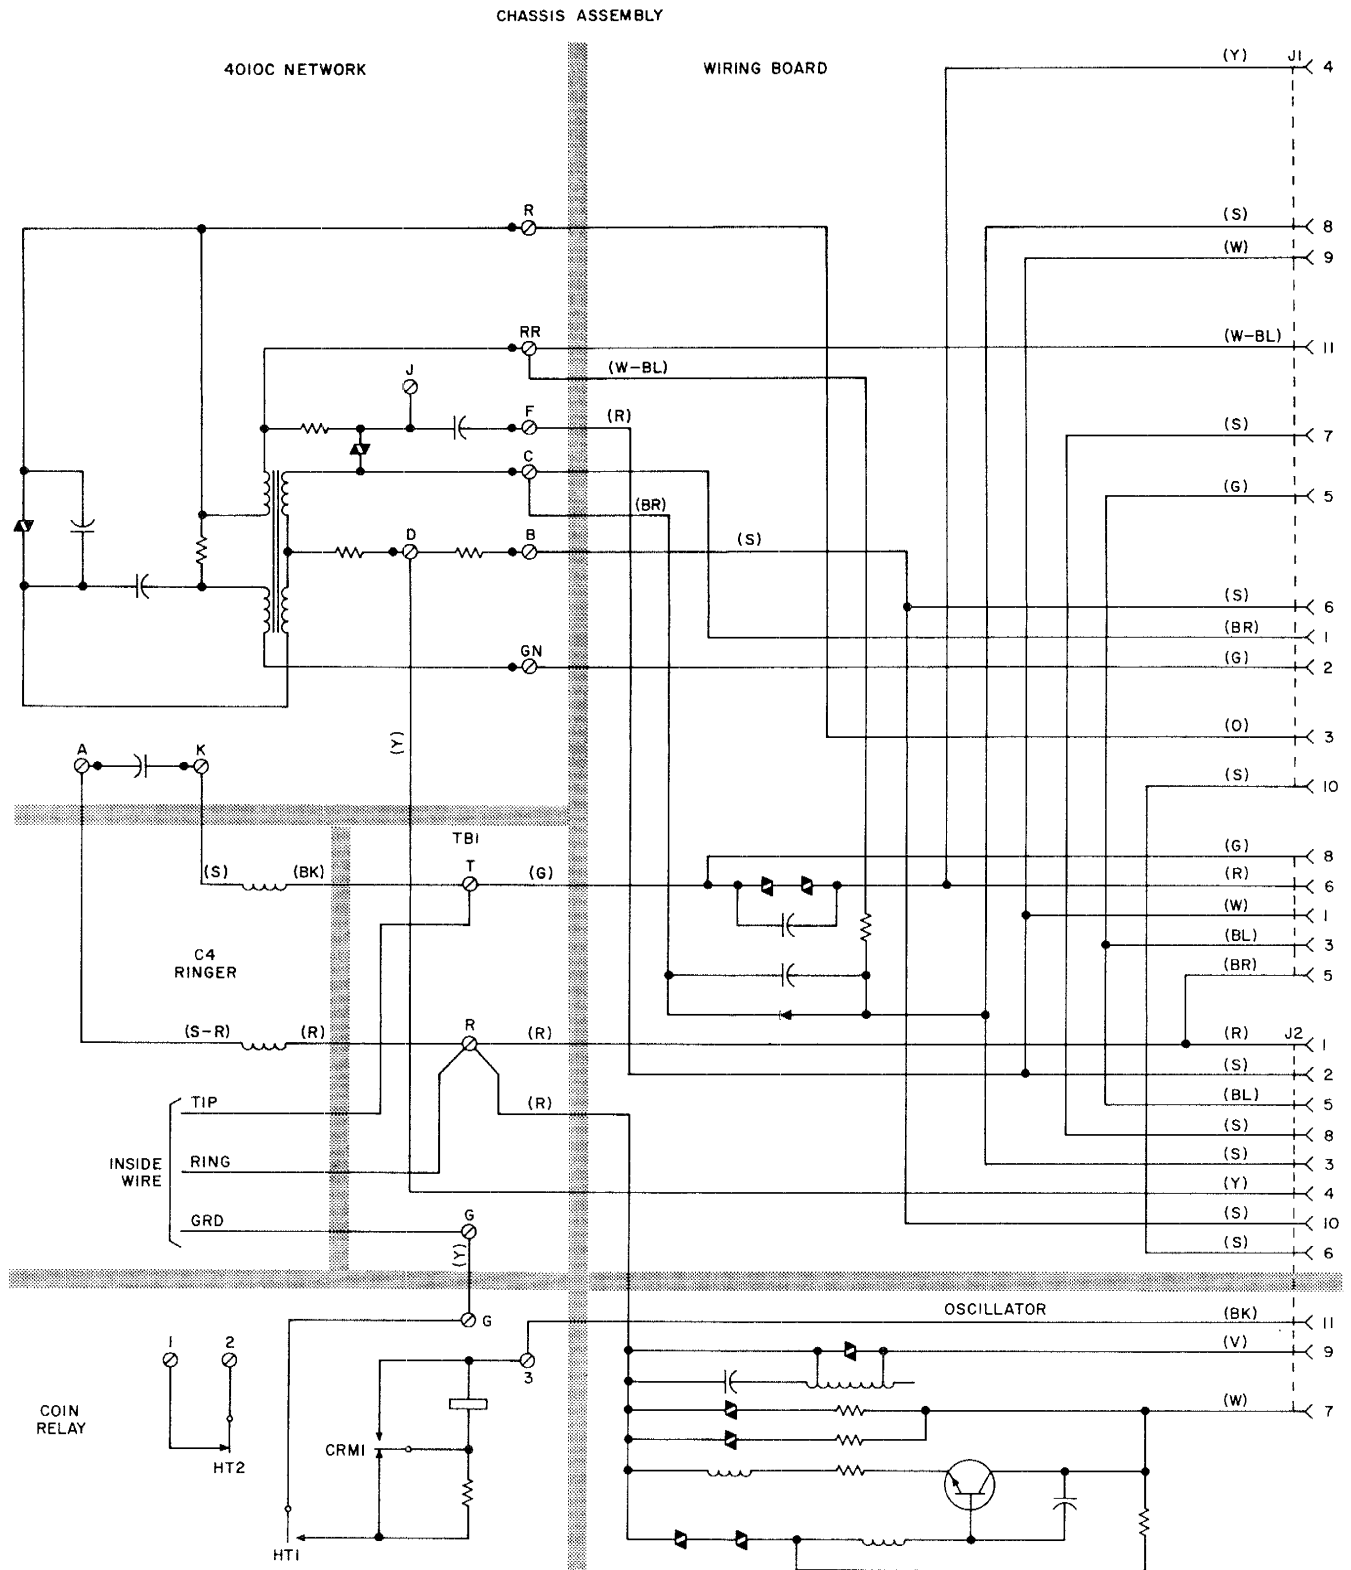 CHASSIS ASSEMBLY
4010C NETWORK
WIRING BOARD
(Y)
J1
4
R
(S)
8
(W)
9
RR
(W-BL)
11
J
(W-BL)
F
(R)
(S)
7
C
(BR)
(G)
5
D
B
(S)
(S)
6
(BR)
1
GN
(G)
2
(Y)
(O)
3
A
K
(S)
10
TB1
T
(S)
(BK)
(G)
(G)
8
(R)
6
(W)
1
C4
RINGER
(BL)
3
(BR)
5
(S-R)
(R)
R
(R)
(R)
J2
1
(S)
2
TIP
(R)
(BL)
5
(S)
8
INSIDE
WIRE
RING
(S)
3
(Y)
4
GRD
G
(S)
10
(Y)
(S)
6
OSCILLATOR
G
(BK)
11
1
2
3
(V)
9
COIN
RELAY
(W)
7
CRM1
HT2
HT1